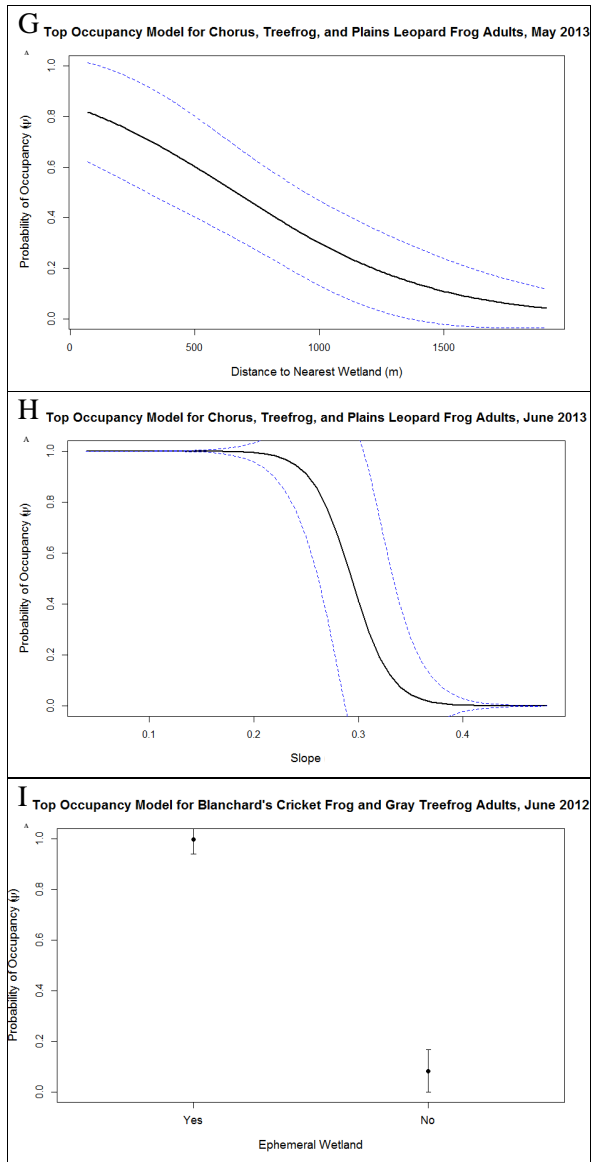 G Top Occupancy Model for Chorus, Treefrog, and Plains Leopard Frog Adults, May 2013
A
Probability of Occupancy (ψ)
1.0
0.8
0.6
0.4
0.2
0.0
0 500 1000 1500
Distance to Nearest Wetland (m)
H Top Occupancy Model for Chorus, Treefrog, and Plains Leopard Frog Adults, June 2013
A
Probability of Occupancy (ψ)
1.0
0.8
0.6
0.4
0.2
0.0
0.1 0.2 0.3 0.4
Slope
I Top Occupancy Model for Blanchard's Cricket Frog and Gray Treefrog Adults, June 2012
A
Probability of Occupancy (ψ)
1.0
0.8
0.6
0.4
0.2
0.0
Yes No
Ephemeral Wetland